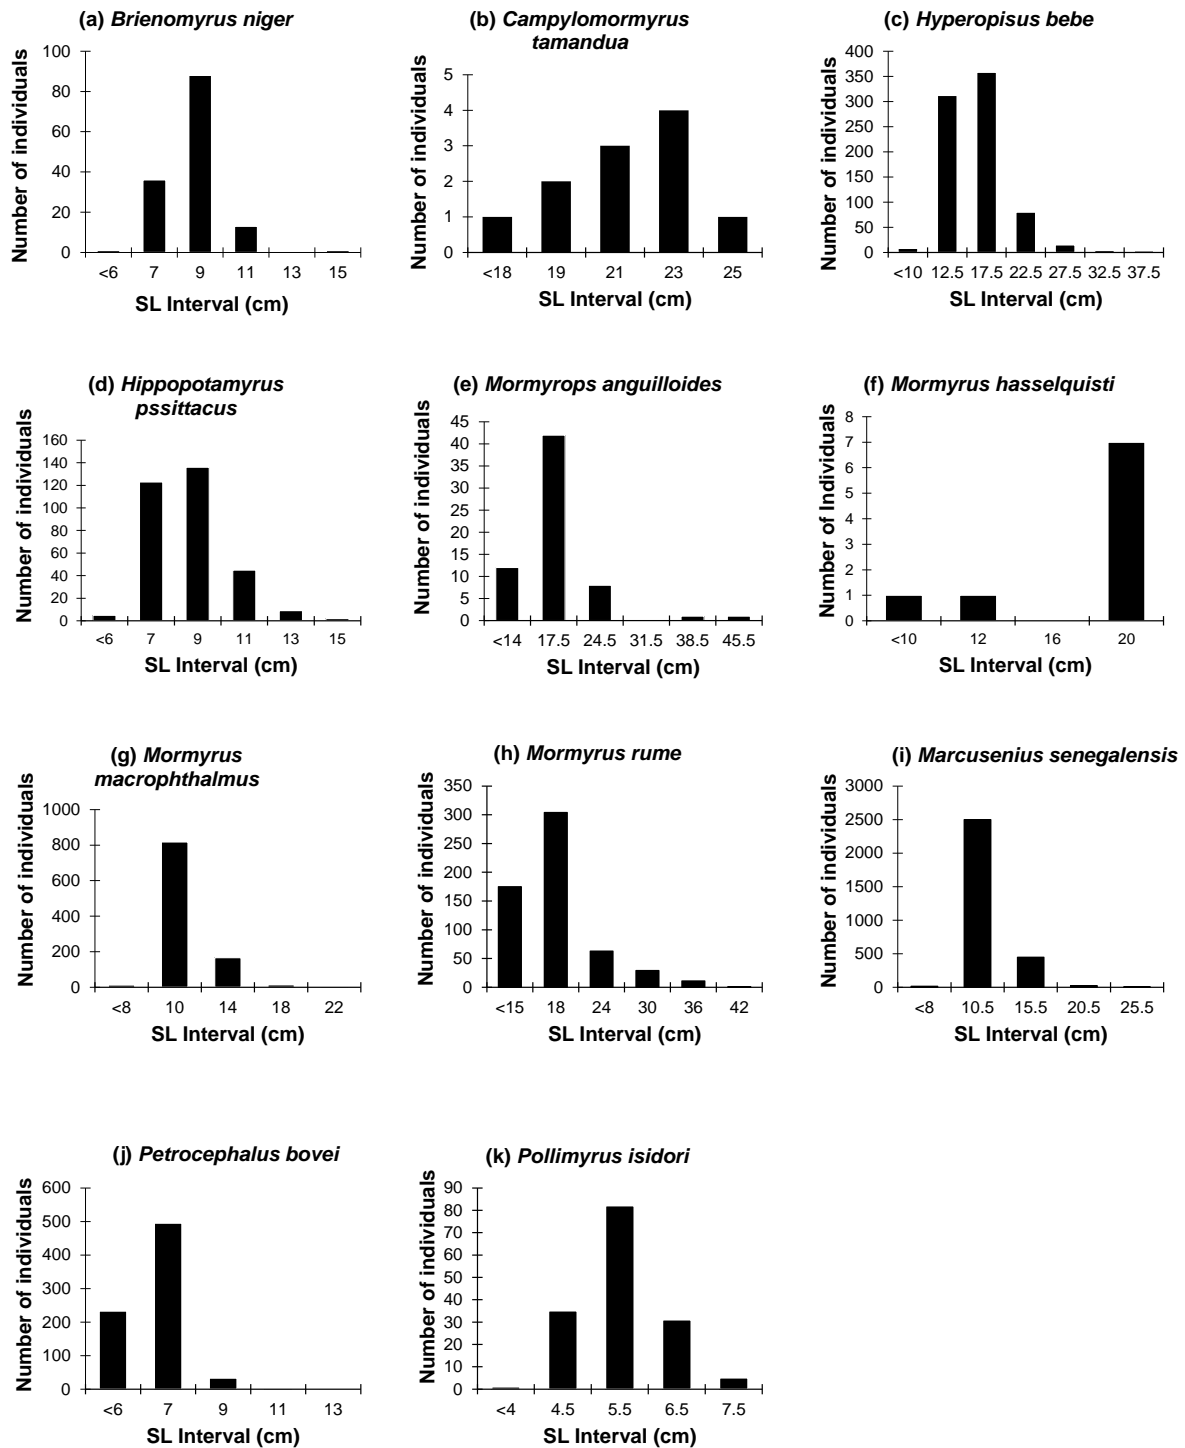 (a) Brienomyrus niger
Number of individuals
100
80
60
40
20
0
<6 7 9 11 13 15
SL Interval (cm)
(b) Campylomormyrus
tamandua
Number of individuals
5
4
3
2
1
0
<18 19 21 23 25
SL Interval (cm)
(c) Hyperopisus bebe
Number of individuals
400
350
300
250
200
150
100
50
0
<10 12.5 17.5 22.5 27.5 32.5 37.5
SL Interval (cm)
(d) Hippopotamyrus
pssittacus
Number of individuals
160
140
120
100
80
60
40
20
0
<6 7 9 11 13 15
SL Interval (cm)
(e) Mormyrops anguilloides
Number of individuals
45
40
35
30
25
20
15
10
5
0
<14 17.5 24.5 31.5 38.5 45.5
SL Interval (cm)
(f) Mormyrus hasselquisti
Number of Individuals
8
7
6
5
4
3
2
1
0
<10 12 16 20
SL Interval (cm)
(g) Mormyrus
macrophthalmus
Number of individuals
1000
800
600
400
200
0
<8 10 14 18 22
SL Interval (cm)
(h) Mormyrus rume
Number of individuals
350
300
250
200
150
100
50
0
<15 18 24 30 36 42
SL Interval (cm)
(i) Marcusenius senegalensis
Number of individuals
3000
2500
2000
1500
1000
500
0
<8 10.5 15.5 20.5 25.5
SL Interval (cm)
(j) Petrocephalus bovei
Number of individuals
600
500
400
300
200
100
0
<6 7 9 11 13
SL Interval (cm)
(k) Pollimyrus isidori
Number of individuals
90
80
70
60
50
40
30
20
10
0
<4 4.5 5.5 6.5 7.5
SL Interval (cm)